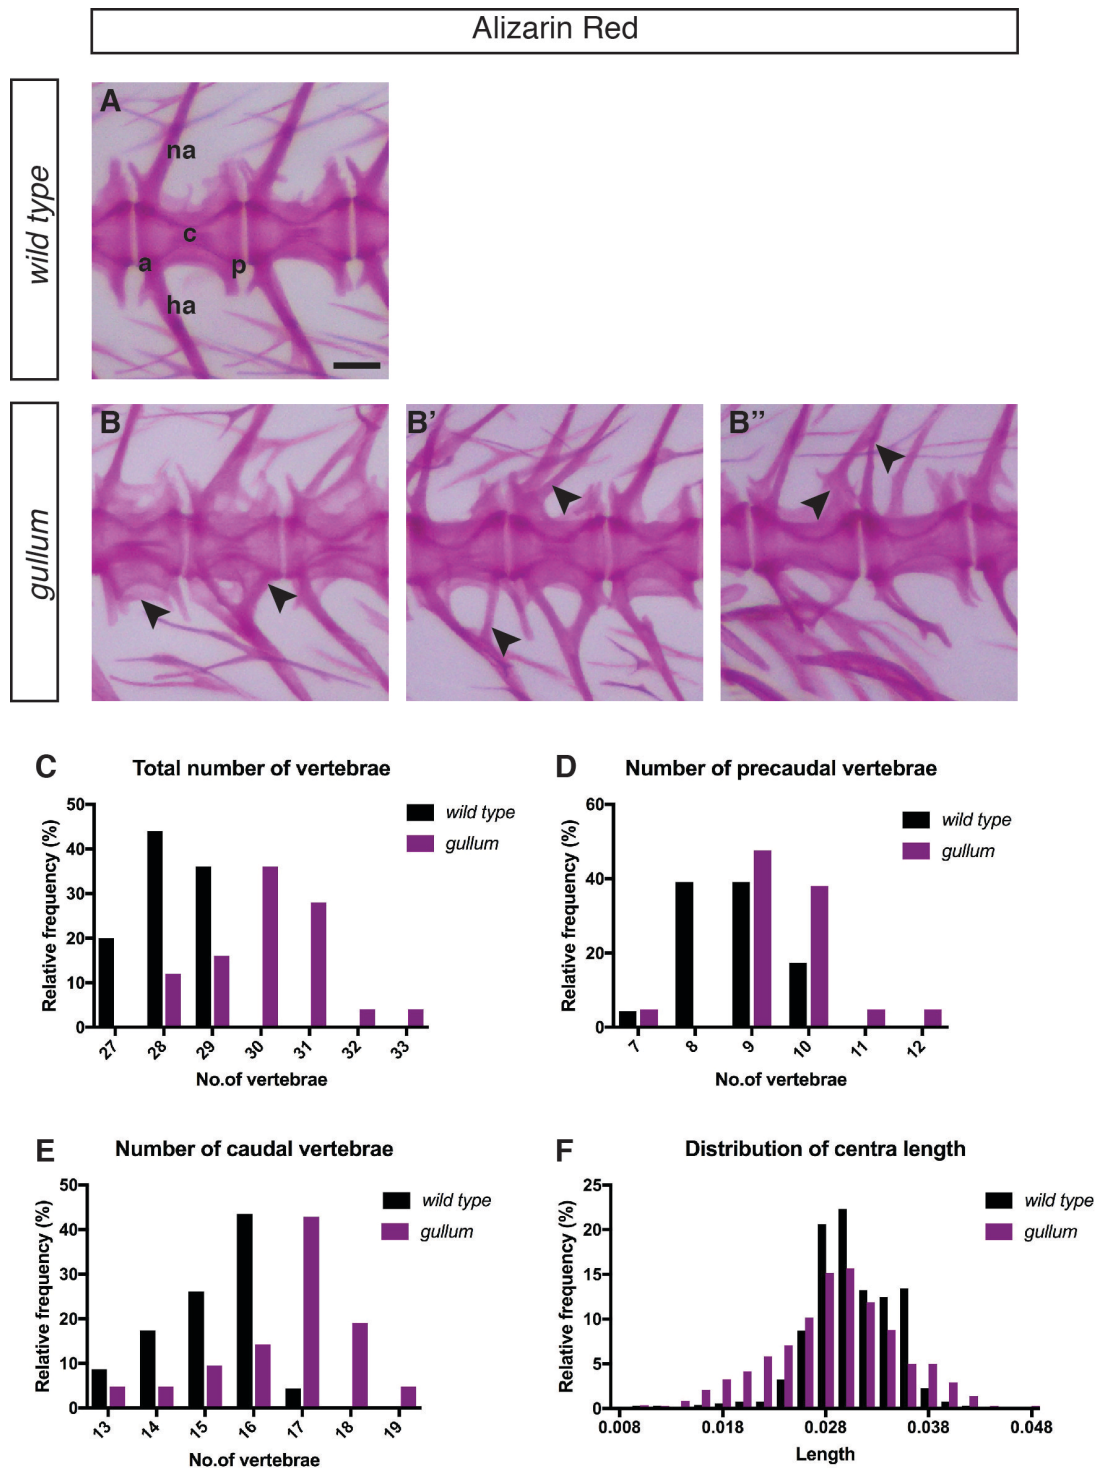 Alizarin Red
wild type
A
na
c
a
p
ha
gullum
B
B’
B’’
C
Total number of vertebrae
Relative frequency (%)
50
40
30
20
10
0
27 28 29 30 31 32 33
No.of vertebrae
wild type
gullum
D
Number of precaudal vertebrae
Relative frequency (%)
60
40
20
0
7 8 9 10 11 12
No.of vertebrae
wild type
gullum
E
Number of caudal vertebrae
Relative frequency (%)
50
40
30
20
10
0
13 14 15 16 17 18 19
No.of vertebrae
wild type
gullum
F
Distribution of centra length
Relative frequency (%)
25
20
15
10
5
0
0.008 0.018 0.028 0.038 0.048
Length
wild type
gullum